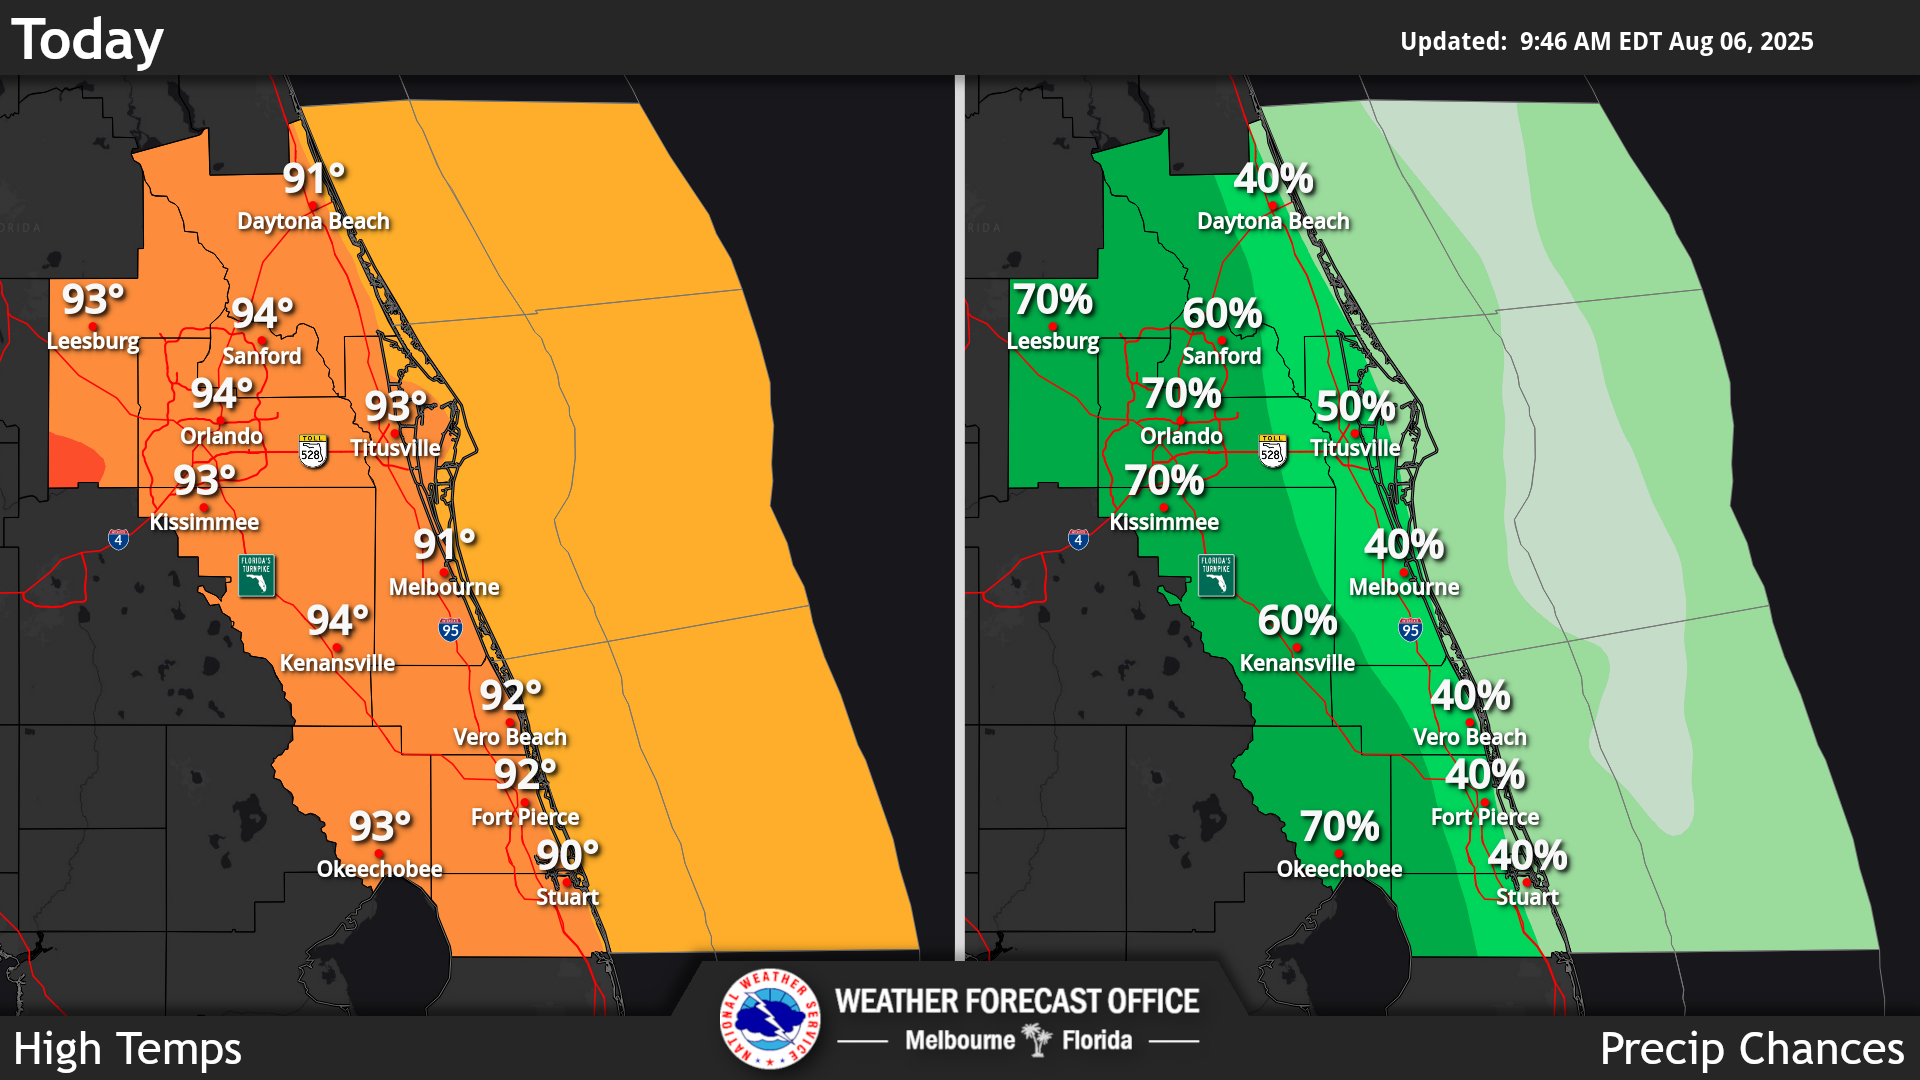 Today
Updated: 9:46 AM EDT Aug 06, 2025
91°
Daytona Beach
93°
Leesburg
94°
Sanford
94°
Orlando
93°
Titusville
TOLL
528
93°
Kissimmee
4
FLORIDA'S
TURNPIKE
91°
Melbourne
94°
Kenansville
95
92°
Vero Beach
92°
Fort Pierce
93°
Okeechobee
90°
Stuart
40%
Daytona Beach
RIDA
70%
Leesburg
60%
Sanford
70%
Orlando
50%
Titusville
TOLL
528
70%
Kissimmee
4
FLORIDA'S
TURNPIKE
40%
Melbourne
60%
Kenansville
95
40%
Vero Beach
40%
Fort Pierce
70%
Okeechobee
40%
Stuart
NATIONAL WEATHER SERVICE
WEATHER FORECAST OFFICE
Melbourne Florida
High Temps
Precip Chances